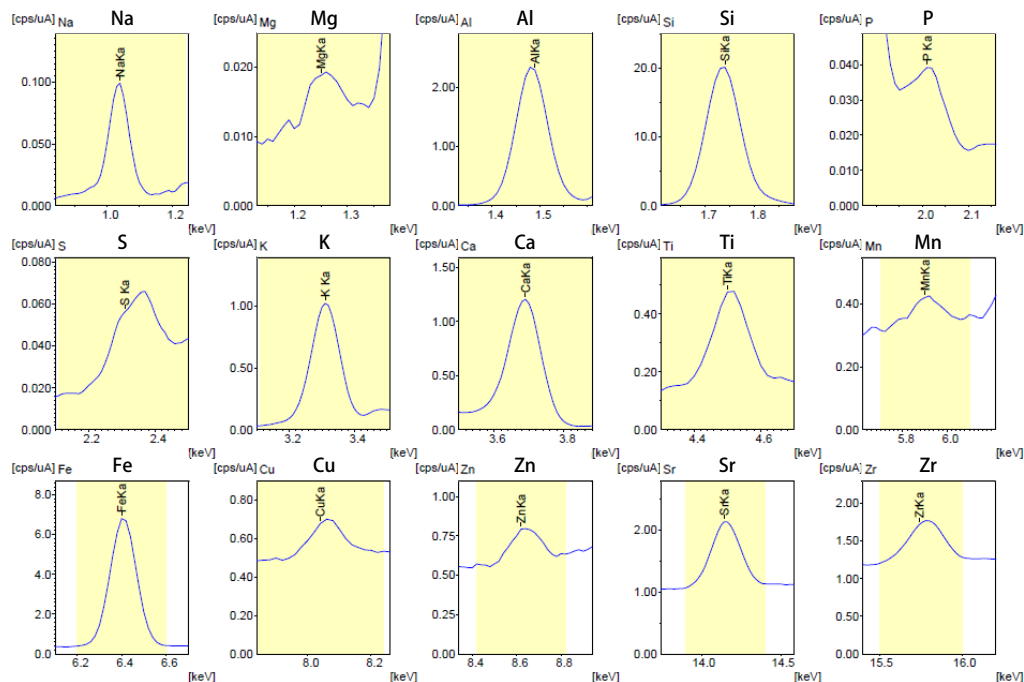 Na Mg Al Si P
[cps/uA] Na [cps/uA] Mg [cps/uA] Al [cps/uA] Si [cps/uA] P
NaKa MgKa AlKa SiKa P Ka
0.100 0.020 2.00 20.0 0.040
0.030
0.050 0.010 1.00 10.0 0.020
0.010
0.000 0.000 0.00 0.0 0.000
1.0 1.2 1.2 1.3 1.4 1.5 1.7 1.8 2.0 2.1
[keV] [keV] [keV] [keV] [keV]
S K Ca Ti Mn
[cps/uA] S [cps/uA] K [cps/uA] Ca [cps/uA] Ti [cps/uA] Mn
S Ka K Ka CaKa TiKa MnKa
0.080 1.50
0.060 1.00 1.00 0.40 0.40
0.040
0.020 0.50 0.50 0.20 0.20
0.000 0.00 0.00 0.00 0.00
2.2 2.4 3.2 3.4 3.6 3.8 4.4 4.6 5.8 6.0
[keV] [keV] [keV] [keV] [keV]
Fe Cu Zn Sr Zr
[cps/uA] Fe [cps/uA] Cu [cps/uA] Zn [cps/uA] Sr [cps/uA] Zr
FeKa CuKa ZnKa SrKa ZrKa
8.0 0.80 1.00 2.00 2.00
6.0 0.60 0.75 1.50
4.0 0.40 0.50 1.00 1.00
2.0 0.20 0.25 0.50
0.0 0.00 0.00 0.00 0.00
6.2 6.4 6.6 8.0 8.2 8.4 8.6 8.8 14.0 14.5 15.5 16.0
[keV] [keV] [keV] [keV] [keV]